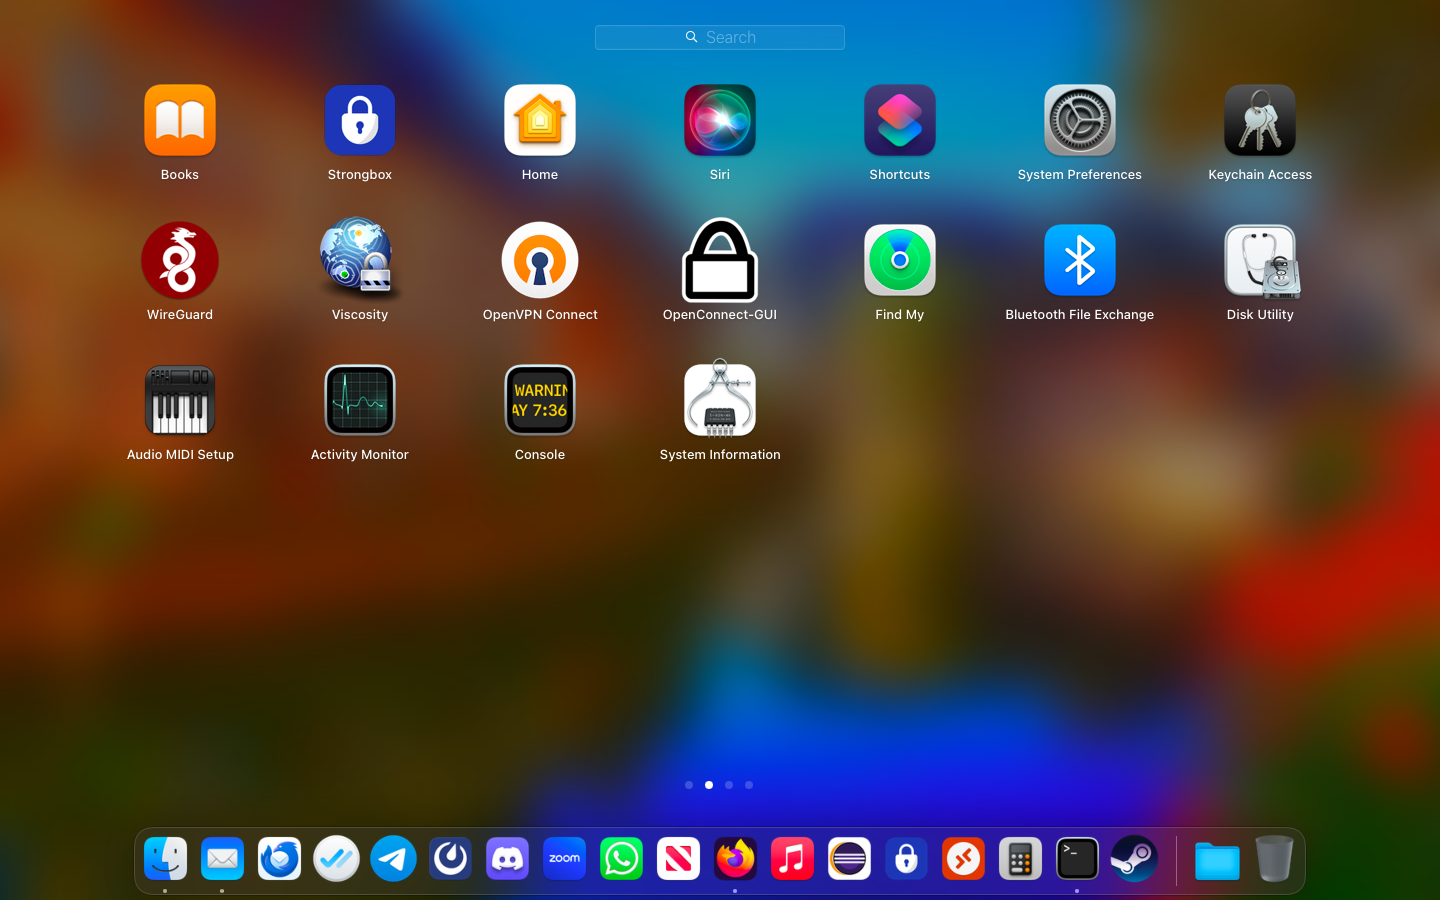 Search
Books
Strongbox
Home
Siri
Shortcuts
System Preferences
Keychain Access
WireGuard
Viscosity
OpenVPN Connect
OpenConnect-GUI
Find My
Bluetooth File Exchange
Disk Utility
WARNIN
AY 7:36
Audio MIDI Setup
Activity Monitor
Console
System Information
zoom
>_